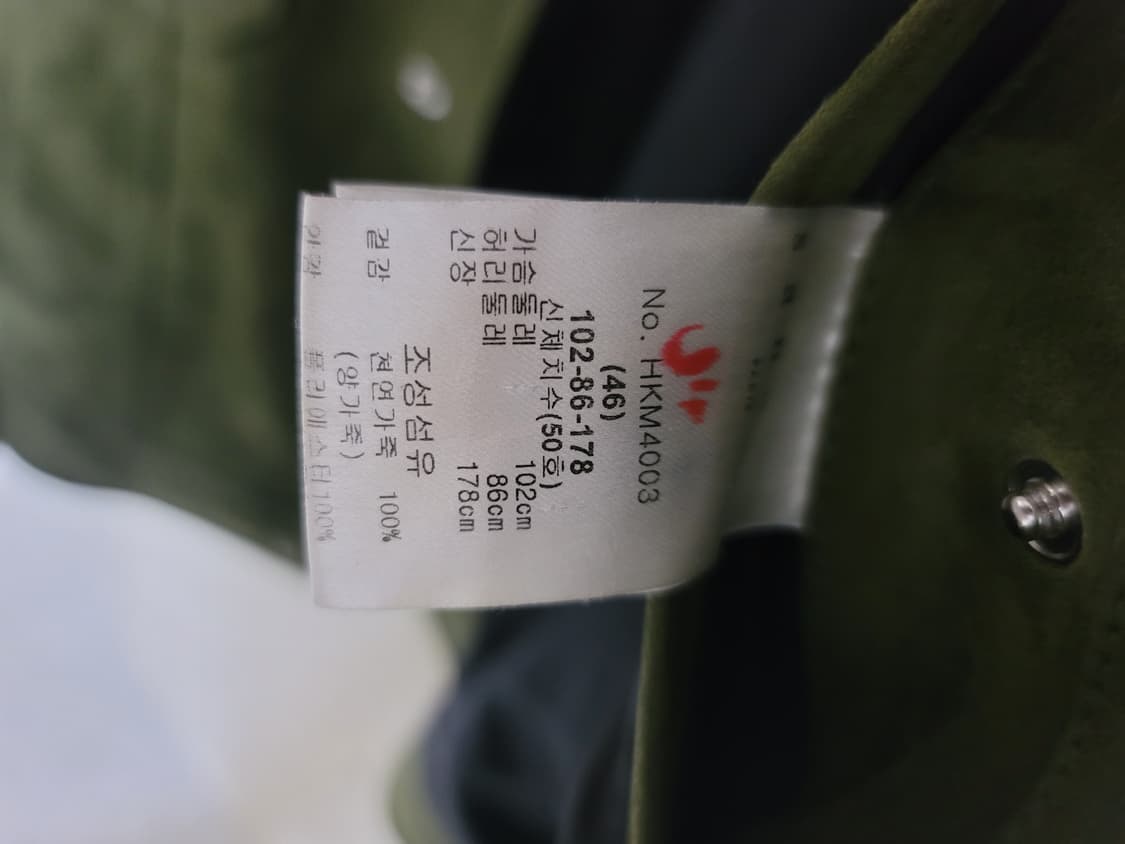 No. HKM4003
(46)
102-86-178
신체치수(50호)
가슴둘레 102cm
허리둘레 86cm
신장 178cm
조성섬유
겉감 천연가죽 100%
(양가죽)
안감 폴리에스터100%